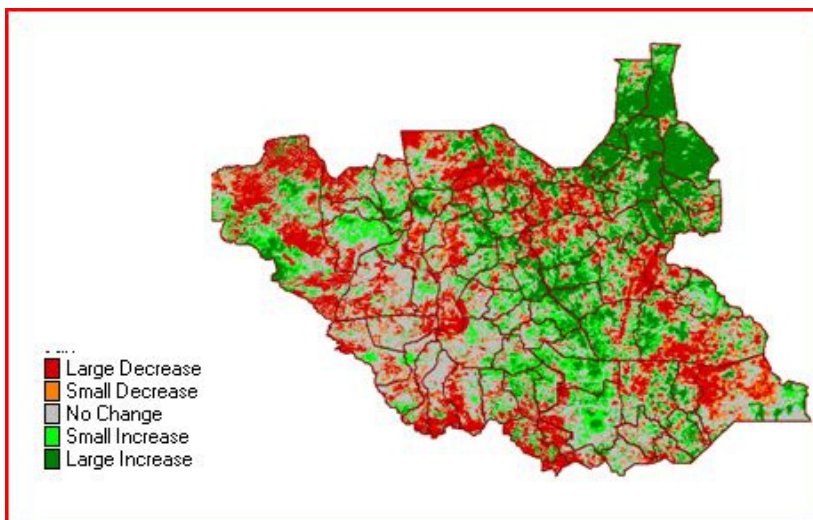 Large Decrease
Small Decrease
No Change
Small Increase
Large Increase